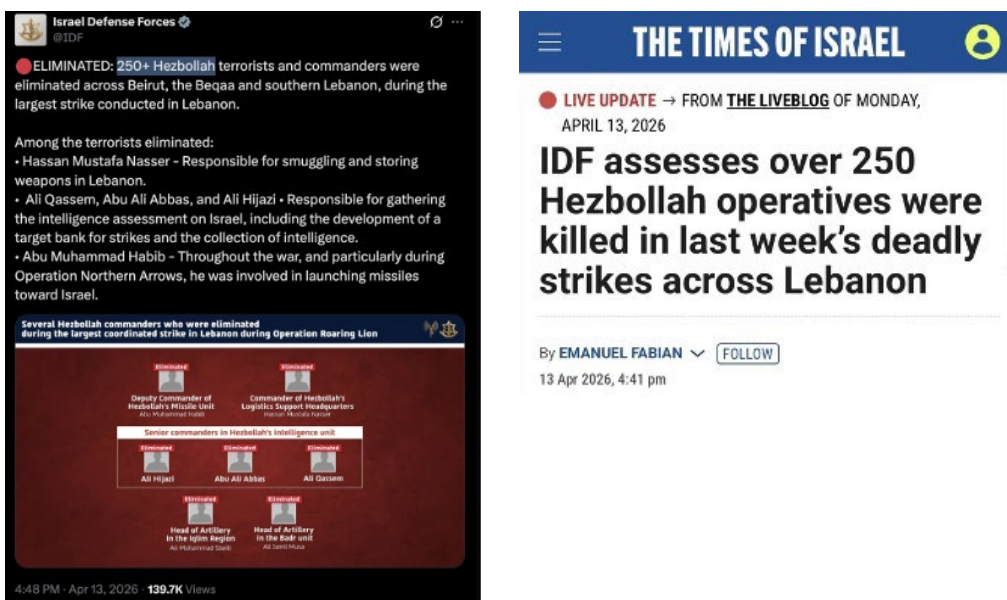 Israel Defense Forces
@IDF
ELIMINATED: 250+ Hezbollah terrorists and commanders were
eliminated across Beirut, the Beqaa and southern Lebanon, during the
largest strike conducted in Lebanon.
Among the terrorists eliminated:
• Hassan Mustafa Nasser - Responsible for smuggling and storing
weapons in Lebanon.
• Ali Qassem, Abu Ali Abbas, and Ali Hijazi • Responsible for gathering
the intelligence assessment on Israel, including the development of a
target bank for strikes and the collection of intelligence.
• Abu Muhammad Habib - Throughout the war, and particularly during
Operation Northern Arrows, he was involved in launching missiles
toward Israel.
Several Hezbollah commanders who were eliminated
during the largest coordinated strike in Lebanon during Operation Roaring Lion
Eliminated
Deputy Commander of
Hezbollah's Missile Unit
Abu Muhammad Habib
Eliminated
Commander of Hezbollah's
Logistics Support Headquarters
Hassan Mustafa Nasser
Senior commanders in Hezbollah's intelligence unit
Eliminated
Ali Hijazi
Eliminated
Abu Ali Abbas
Eliminated
Ali Qassem
Eliminated
Head of Artillery
in the Iqlim Region
Ali Mohammad
Eliminated
Head of Artillery
in the Badr unit
Ali Musa
4:48 PM · Apr 13, 2026 · 139.7K Views
THE TIMES OF ISRAEL
LIVE UPDATE → FROM THE LIVEBLOG OF MONDAY,
APRIL 13, 2026
IDF assesses over 250
Hezbollah operatives were
killed in last week's deadly
strikes across Lebanon
By EMANUEL FABIAN FOLLOW
13 Apr 2026, 4:41 pm